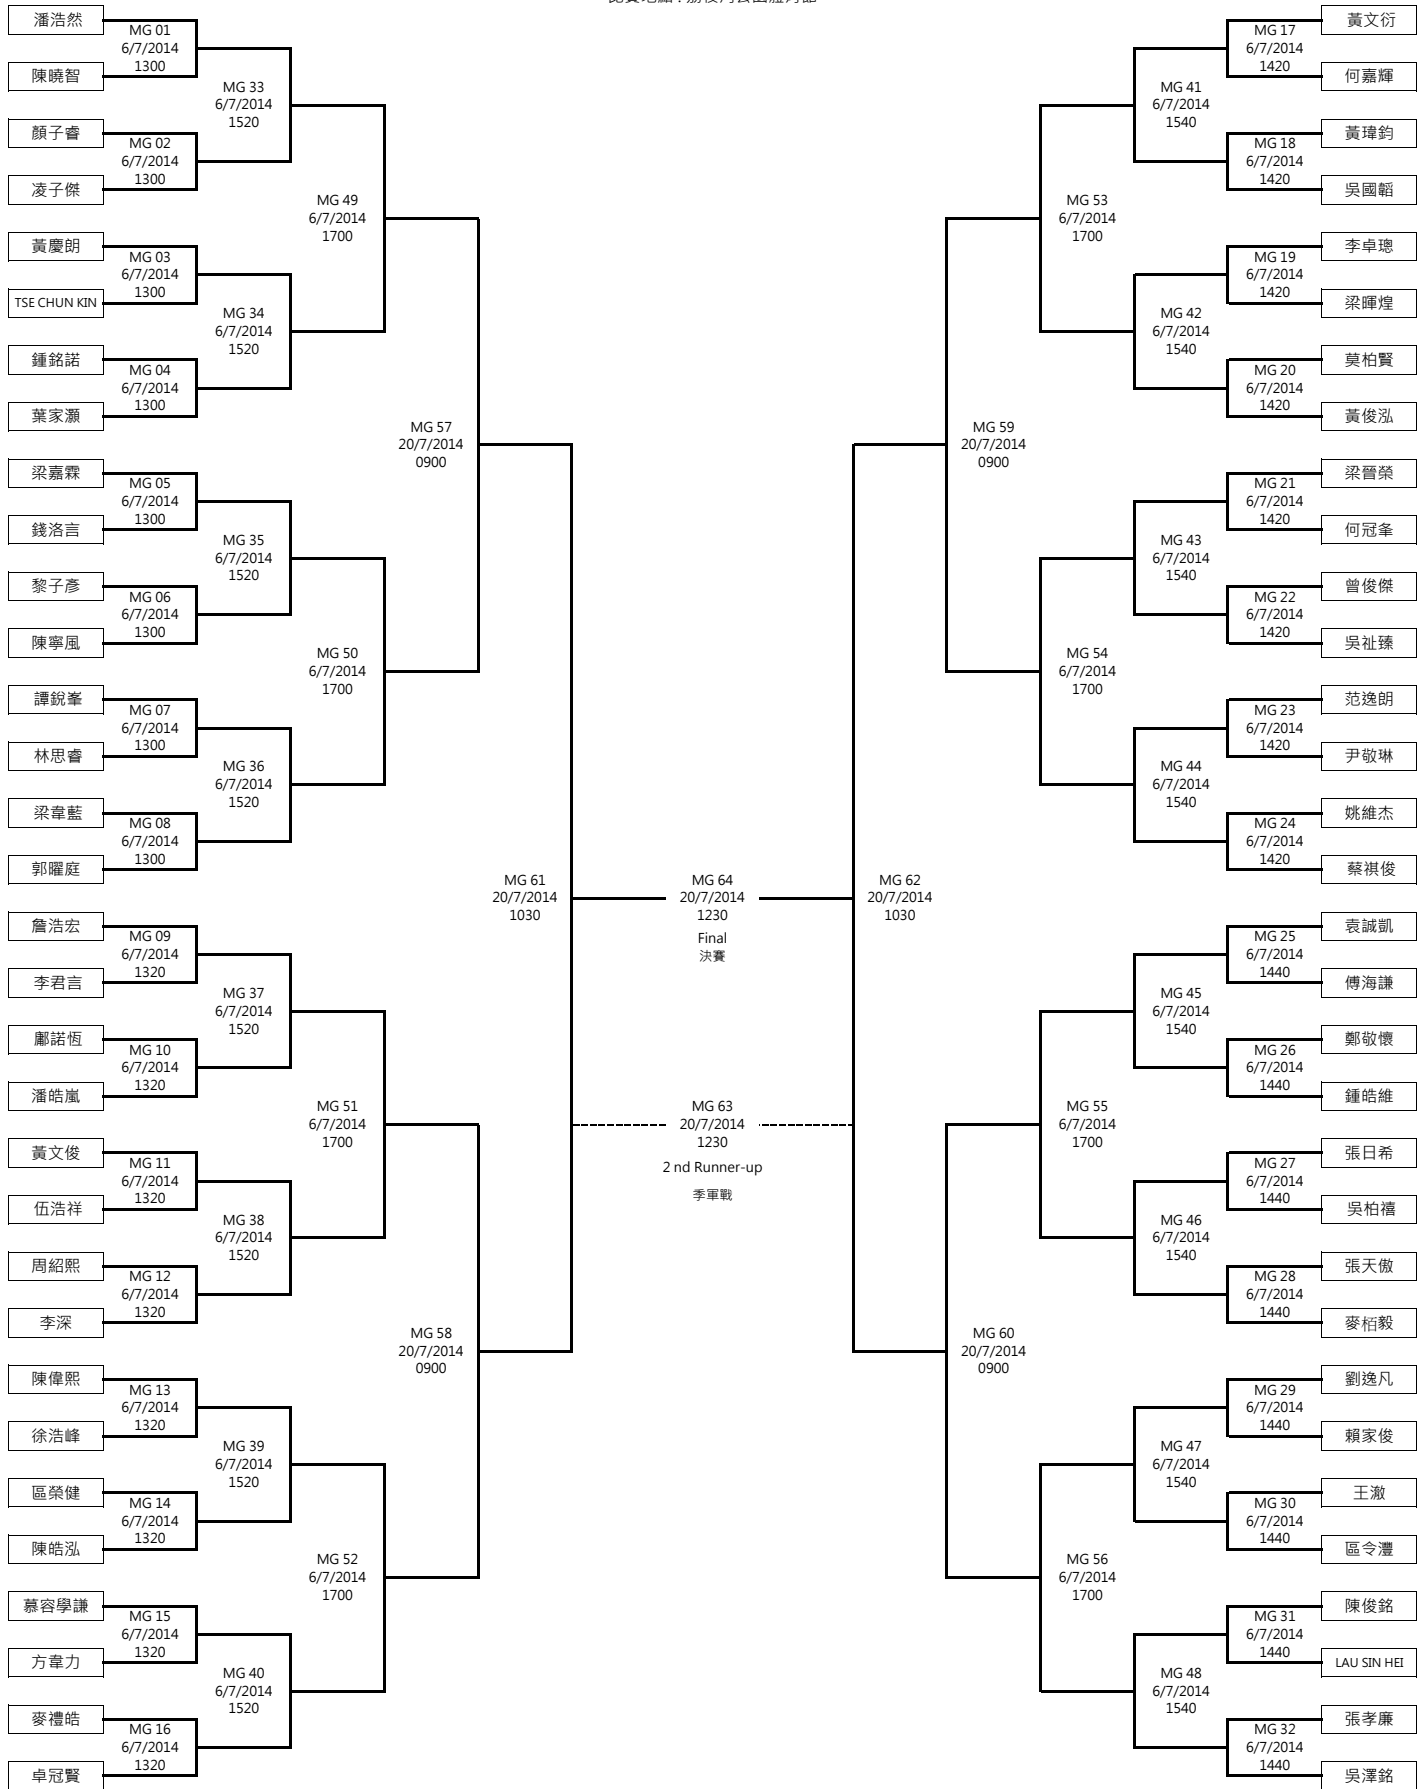 潘浩然
MG 01
6/7/2014
1300
陳曉智
MG 33
6/7/2014
1520
顏子睿
MG 02
6/7/2014
1300
凌子傑
MG 49
6/7/2014
1700
黃慶朗
MG 03
6/7/2014
1300
TSE CHUN KIN
MG 34
6/7/2014
1520
鍾銘諾
MG 04
6/7/2014
1300
葉家灝
MG 57
20/7/2014
0900
梁嘉霖
MG 05
6/7/2014
1300
錢洛言
MG 35
6/7/2014
1520
黎子彥
MG 06
6/7/2014
1300
陳寧風
MG 50
6/7/2014
1700
譚銳峯
MG 07
6/7/2014
1300
林思睿
MG 36
6/7/2014
1520
梁韋藍
MG 08
6/7/2014
1300
郭曜庭
MG 61
20/7/2014
1030
詹浩宏
MG 09
6/7/2014
1320
李君言
MG 37
6/7/2014
1520
鄺諾恆
MG 10
6/7/2014
1320
潘皓嵐
MG 51
6/7/2014
1700
黃文俊
MG 11
6/7/2014
1320
伍浩祥
MG 38
6/7/2014
1520
周紹熙
MG 12
6/7/2014
1320
李深
MG 58
20/7/2014
0900
陳偉熙
MG 13
6/7/2014
1320
徐浩峰
MG 39
6/7/2014
1520
區榮健
MG 14
6/7/2014
1320
陳皓泓
MG 52
6/7/2014
1700
慕容學謙
MG 15
6/7/2014
1320
方韋力
MG 40
6/7/2014
1520
麥禮皓
MG 16
6/7/2014
1320
卓冠賢
MG 64
20/7/2014
1230
Final
決賽
MG 63
20/7/2014
1230
2 nd Runner-up
季軍戰
黃文衍
MG 17
6/7/2014
1420
何嘉輝
MG 41
6/7/2014
1540
黃瑋鈞
MG 18
6/7/2014
1420
吳國韜
MG 53
6/7/2014
1700
李卓璁
MG 19
6/7/2014
1420
梁暉煌
MG 42
6/7/2014
1540
莫柏賢
MG 20
6/7/2014
1420
黃俊泓
MG 59
20/7/2014
0900
梁晉榮
MG 21
6/7/2014
1420
何冠夆
MG 43
6/7/2014
1540
曾俊傑
MG 22
6/7/2014
1420
吳祉臻
MG 54
6/7/2014
1700
范逸朗
MG 23
6/7/2014
1420
尹敬琳
MG 44
6/7/2014
1540
姚維杰
MG 24
6/7/2014
1420
蔡祺俊
MG 62
20/7/2014
1030
袁誠凱
MG 25
6/7/2014
1440
傅海謙
MG 45
6/7/2014
1540
鄭敬懷
MG 26
6/7/2014
1440
鍾皓維
MG 55
6/7/2014
1700
張日希
MG 27
6/7/2014
1440
吳柏禧
MG 46
6/7/2014
1540
張天傲
MG 28
6/7/2014
1440
麥栢毅
MG 60
20/7/2014
0900
劉逸凡
MG 29
6/7/2014
1440
賴家俊
MG 47
6/7/2014
1540
王澈
MG 30
6/7/2014
1440
區令灃
MG 56
6/7/2014
1700
陳俊銘
MG 31
6/7/2014
1440
LAU SIN HEI
MG 48
6/7/2014
1540
張孝廉
MG 32
6/7/2014
1440
吳澤銘